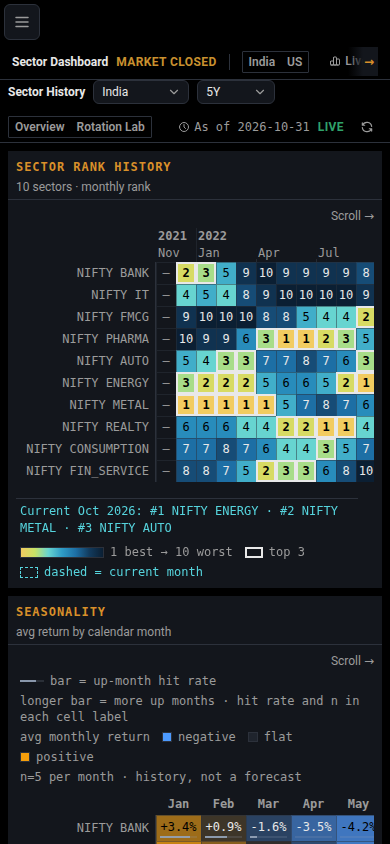 Sector Dashboard MARKET CLOSED India US Liv →
Sector History India 5Y
Overview Rotation Lab As of 2026-10-31 LIVE
SECTOR RANK HISTORY
10 sectors · monthly rank
Scroll →
2021 2022
Nov Jan Apr Jul
NIFTY BANK — 2 3 5 9 10 9 9 9 9 8
NIFTY IT — 4 5 4 8 9 10 10 10 10 9
NIFTY FMCG — 9 10 10 10 8 8 5 4 4 2
NIFTY PHARMA — 10 9 9 6 3 1 1 2 3 5
NIFTY AUTO — 5 4 3 3 7 7 8 7 6 3
NIFTY ENERGY — 3 2 2 2 5 6 6 5 2 1
NIFTY METAL — 1 1 1 1 1 5 7 8 7 6
NIFTY REALTY — 6 6 6 4 4 2 2 1 1 4
NIFTY CONSUMPTION — 7 7 8 7 6 4 4 3 5 7
NIFTY FIN_SERVICE — 8 8 7 5 2 3 3 6 8 10
Current Oct 2026: #1 NIFTY ENERGY · #2 NIFTY
METAL · #3 NIFTY AUTO
1 best → 10 worst top 3
dashed = current month
SEASONALITY
avg return by calendar month
Scroll →
bar = up-month hit rate
longer bar = more up months · hit rate and n in
each cell label
avg monthly return negative flat
positive
n=5 per month · history, not a forecast
Jan Feb Mar Apr May
NIFTY BANK +3.4% +0.9% -1.6% -3.5% -4.2%